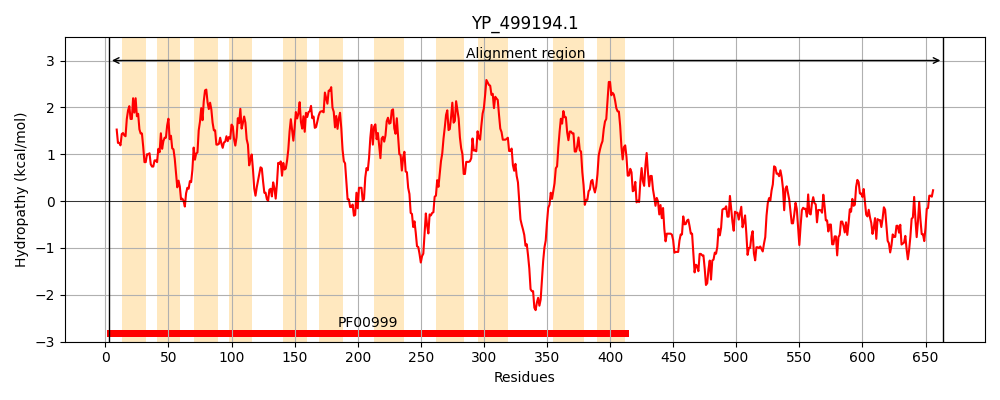 YP_499194.1
Alignment region
3
2
1
0
−1
−2
−3
Hydropathy (kcal/mol)
PF00999
0 50 100 150 200 250 300 350 400 450 500 550 600 650
Residues